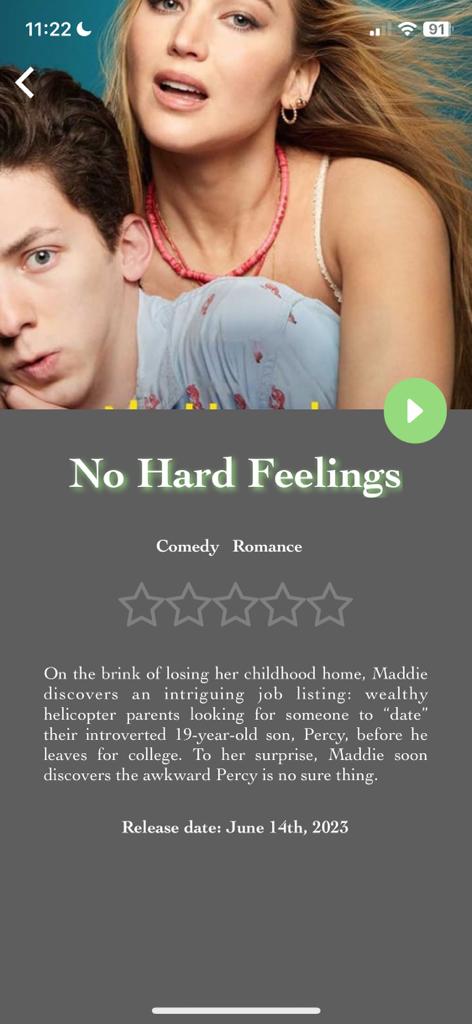 11:22
91
No Hard Feelings
Comedy Romance
On the brink of losing her childhood home, Maddie
discovers an intriguing job listing: wealthy
helicopter parents looking for someone to “date”
their introverted 19-year-old son, Percy, before he
leaves for college. To her surprise, Maddie soon
discovers the awkward Percy is no sure thing.
Release date: June 14th, 2023